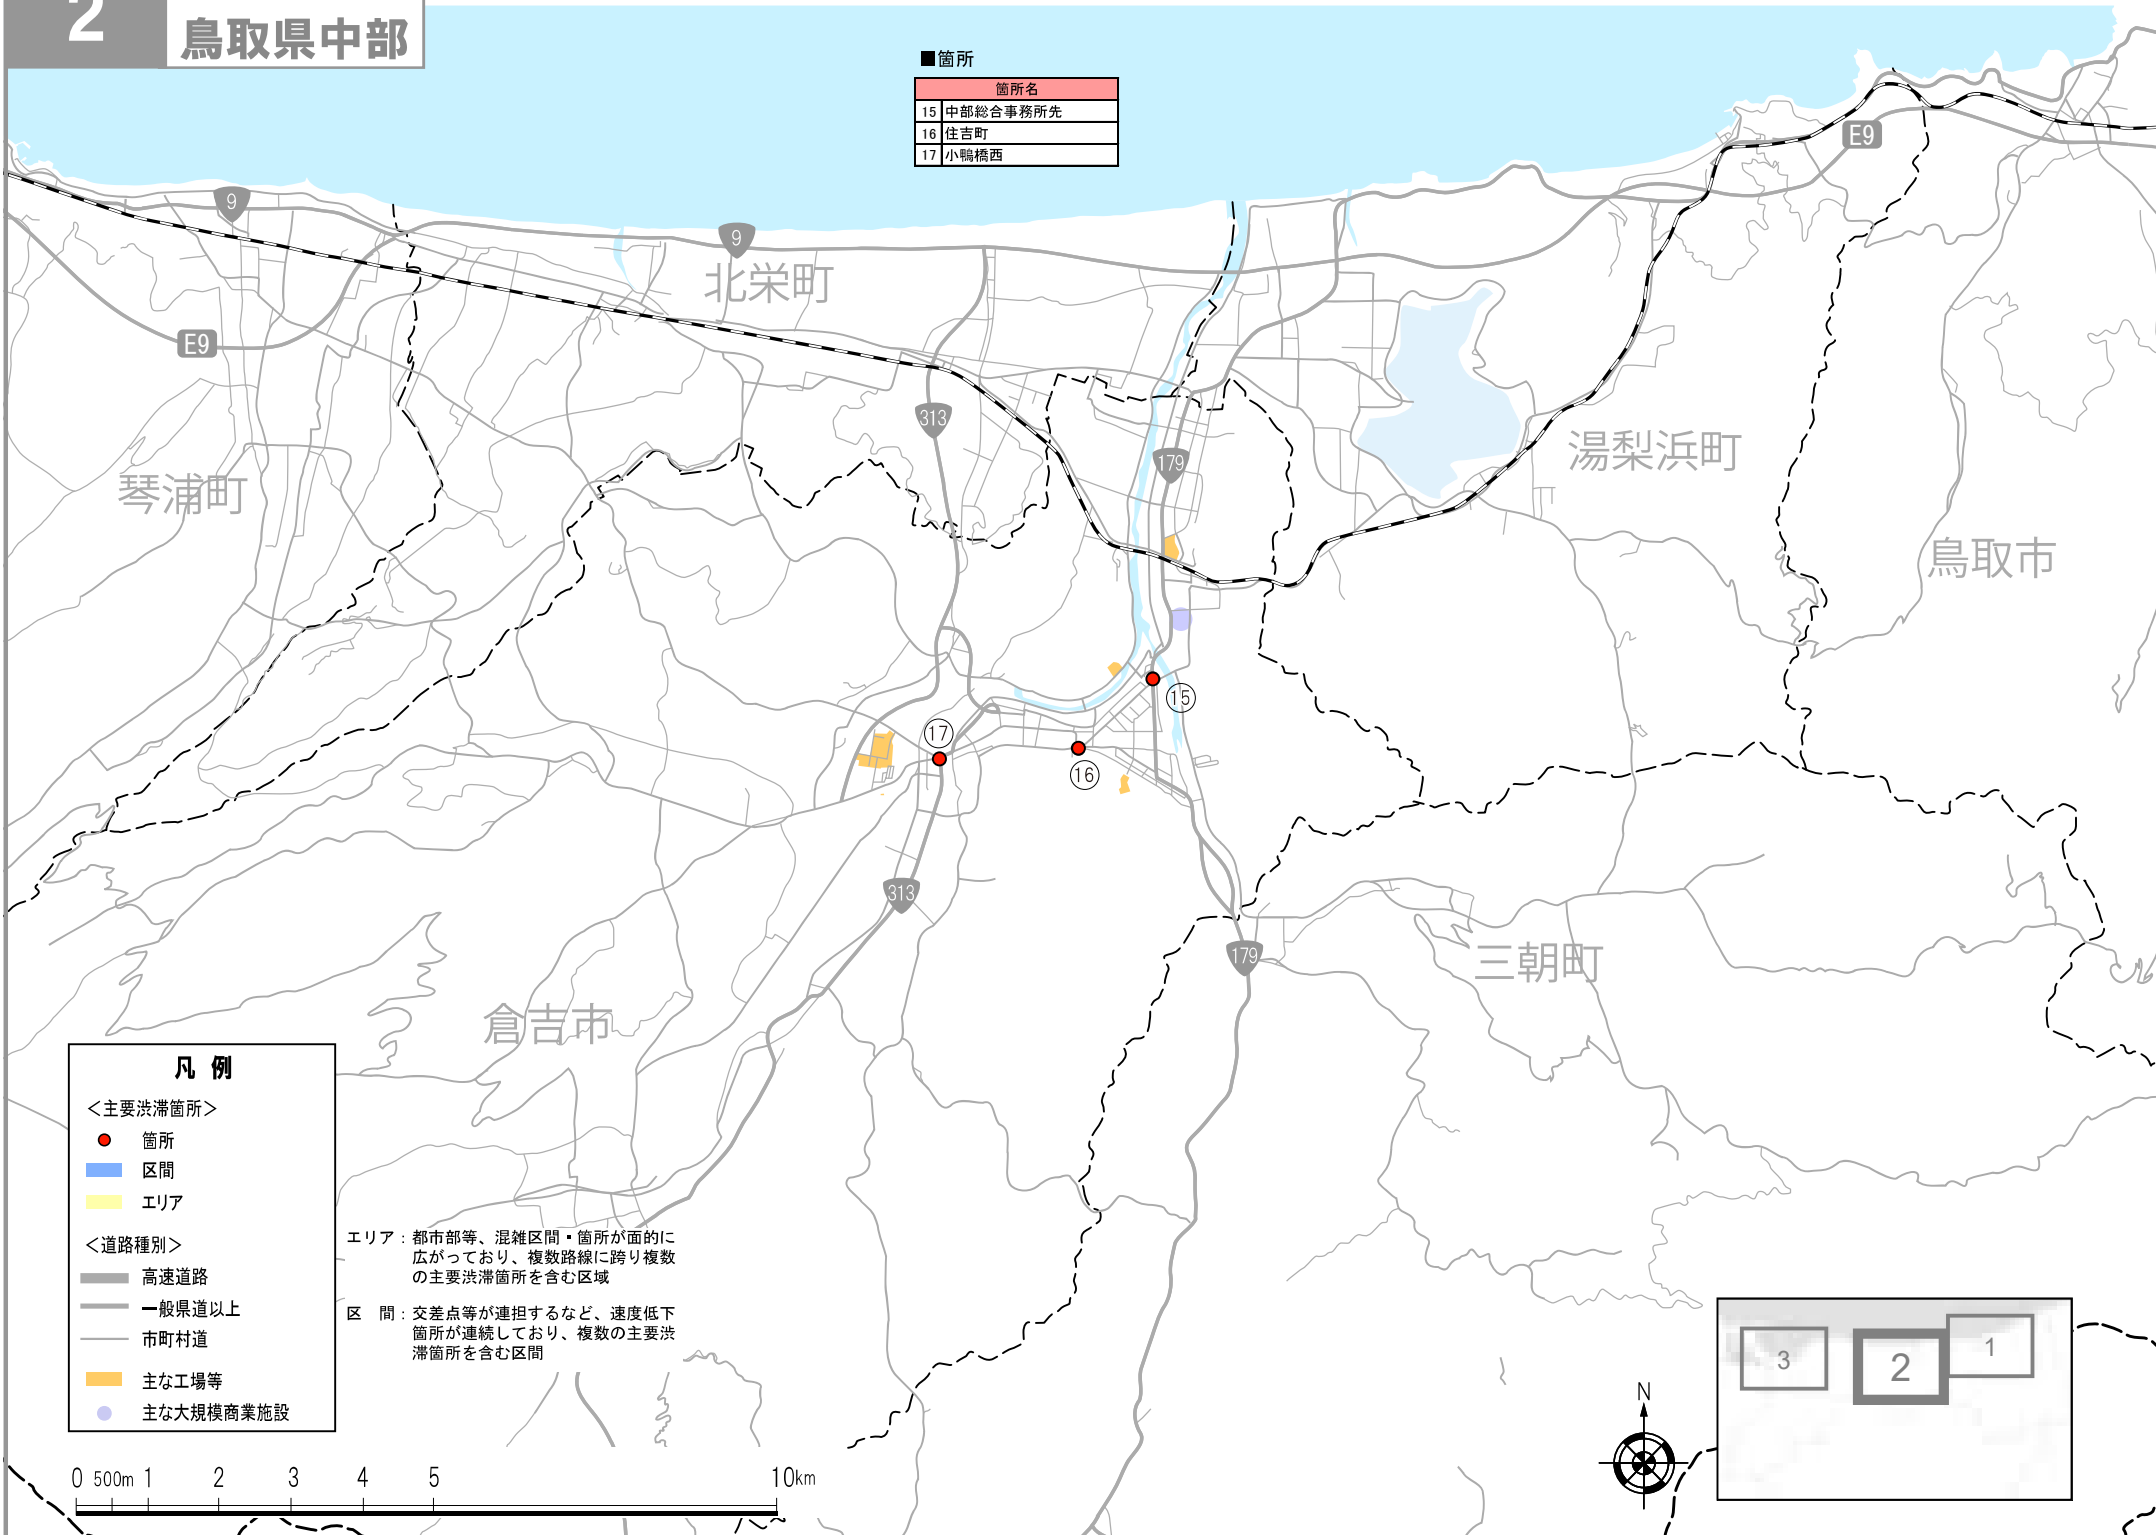 2
鳥取県中部
■箇所
箇所名
15 中部総合事務所先
16 住吉町
17 小鴨橋西
E9
9
9
北栄町
E9
313
179
湯梨浜町
琴浦町
鳥取市
15
17
16
313
179
三朝町
倉吉市
凡 例
＜主要渋滞箇所＞
箇所
区間
エリア
＜道路種別＞
高速道路
一般県道以上
市町村道
主な工場等
主な大規模商業施設
エリア：都市部等、混雑区間・箇所が面的に
広がっており、複数路線に跨り複数
の主要渋滞箇所を含む区域
区　間：交差点等が連担するなど、速度低下
箇所が連続しており、複数の主要渋
滞箇所を含む区間
3
2
1
N
0 500m 1 2 3 4 5 10km